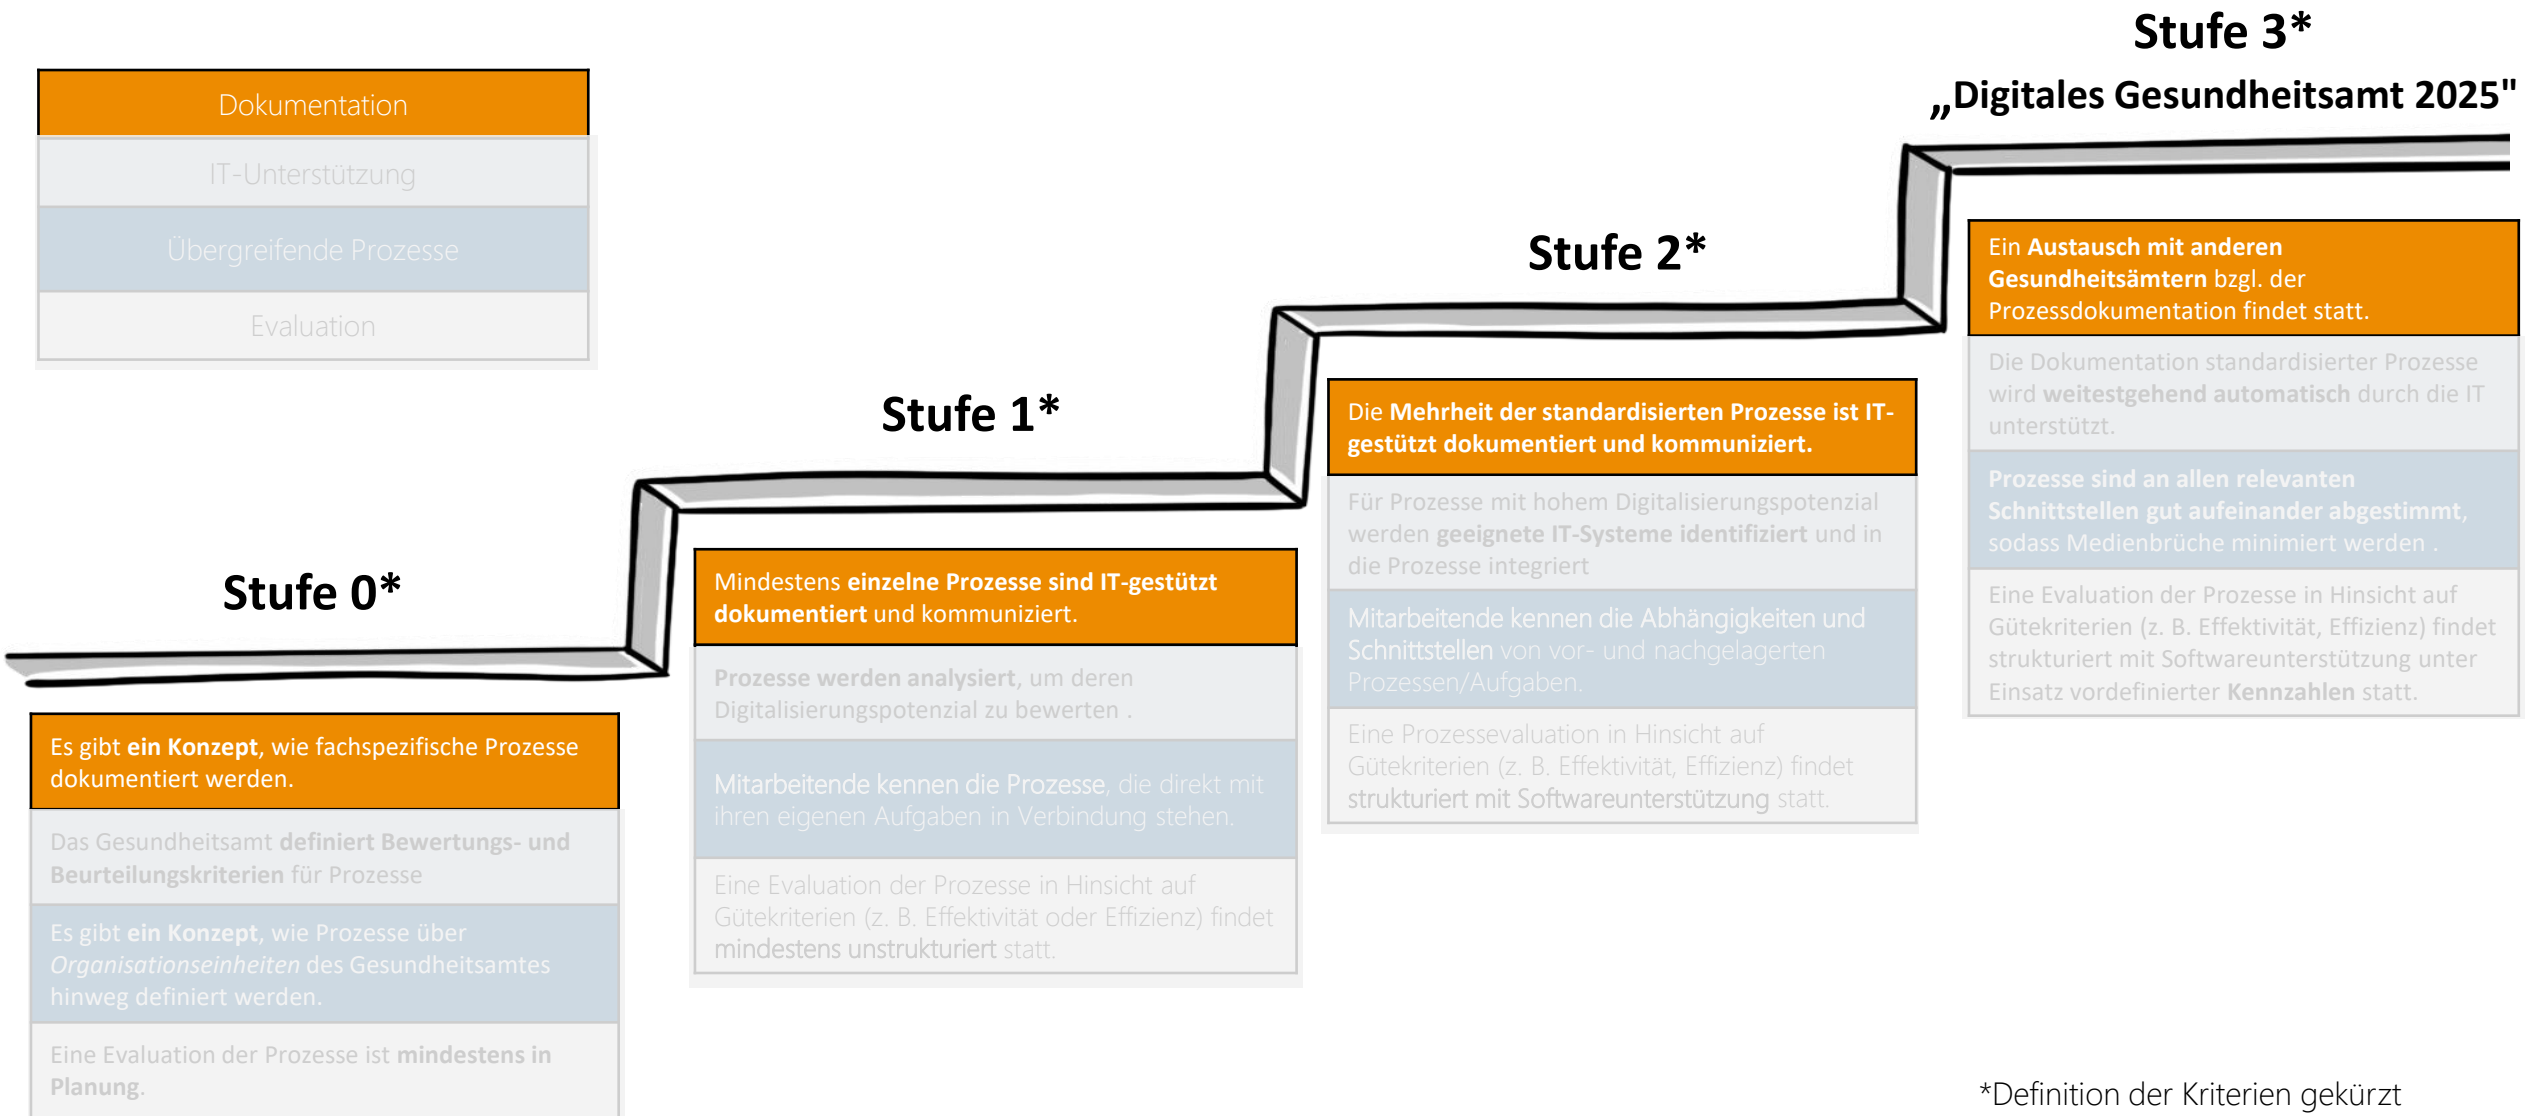 Dokumentation
IT-Unterstützung
Übergreifende Prozesse
Evaluation
Stufe 0*
Es gibt ein Konzept, wie fachspezifische Prozesse
dokumentiert werden.
Das Gesundheitsamt definiert Bewertungs- und
Beurteilungskriterien für Prozesse
Es gibt ein Konzept, wie Prozesse über
Organisationseinheiten des Gesundheitsamtes
hinweg definiert werden.
Eine Evaluation der Prozesse ist mindestens in
Planung.
Stufe 1*
Mindestens einzelne Prozesse sind IT-gestützt
dokumentiert und kommuniziert.
Prozesse werden analysiert, um deren
Digitalisierungspotenzial zu bewerten .
Mitarbeitende kennen die Prozesse, die direkt mit
ihren eigenen Aufgaben in Verbindung stehen.
Eine Evaluation der Prozesse in Hinsicht auf
Gütekriterien (z. B. Effektivität oder Effizienz) findet
mindestens unstrukturiert statt.
Stufe 2*
Die Mehrheit der standardisierten Prozesse ist IT-
gestützt dokumentiert und kommuniziert.
Für Prozesse mit hohem Digitalisierungspotenzial
werden geeignete IT-Systeme identifiziert und in
die Prozesse integriert
Mitarbeitende kennen die Abhängigkeiten und
Schnittstellen von vor- und nachgelagerten
Prozessen/Aufgaben.
Eine Prozessevaluation in Hinsicht auf
Gütekriterien (z. B. Effektivität, Effizienz) findet
strukturiert mit Softwareunterstützung statt.
Stufe 3*
„Digitales Gesundheitsamt 2025"
Ein Austausch mit anderen
Gesundheitsämtern bzgl. der
Prozessdokumentation findet statt.
Die Dokumentation standardisierter Prozesse
wird weitestgehend automatisch durch die IT
unterstützt.
Prozesse sind an allen relevanten
Schnittstellen gut aufeinander abgestimmt,
sodass Medienbrüche minimiert werden .
Eine Evaluation der Prozesse in Hinsicht auf
Gütekriterien (z. B. Effektivität, Effizienz) findet
strukturiert mit Softwareunterstützung unter
Einsatz vordefinierter Kennzahlen statt.
*Definition der Kriterien gekürzt